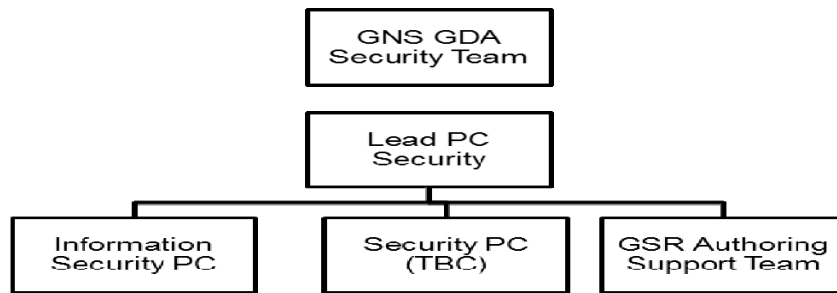 GNS GDA
Security Team
Lead PC
Security
Information
Security PC
Security PC
(TBC)
GSR Authoring
Support Team